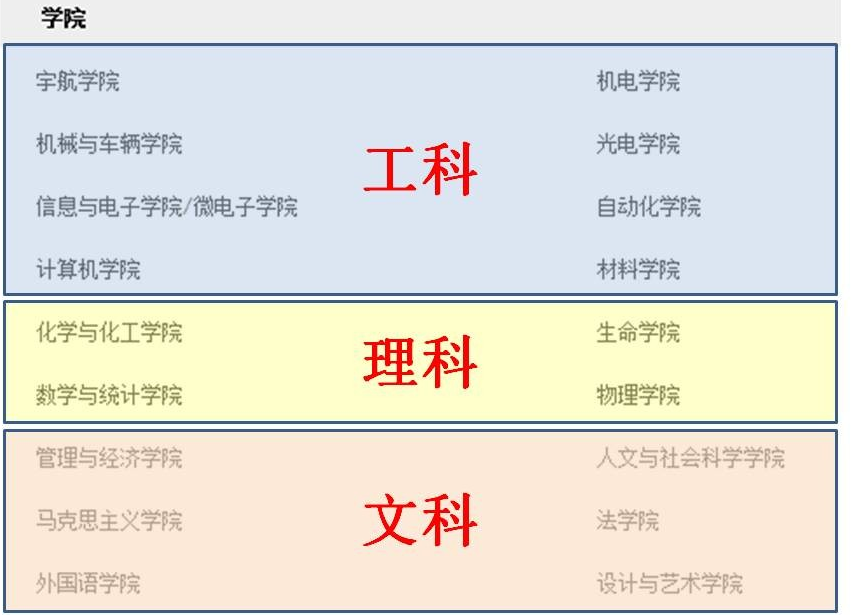 学院
宇航学院
机电学院
机械与车辆学院
光电学院
工科
信息与电子学院/微电子学院
自动化学院
计算机学院
材料学院
化学与化工学院
生命学院
理科
数学与统计学院
物理学院
管理与经济学院
人文与社会科学学院
马克思主义学院
文科
法学院
外国语学院
设计与艺术学院